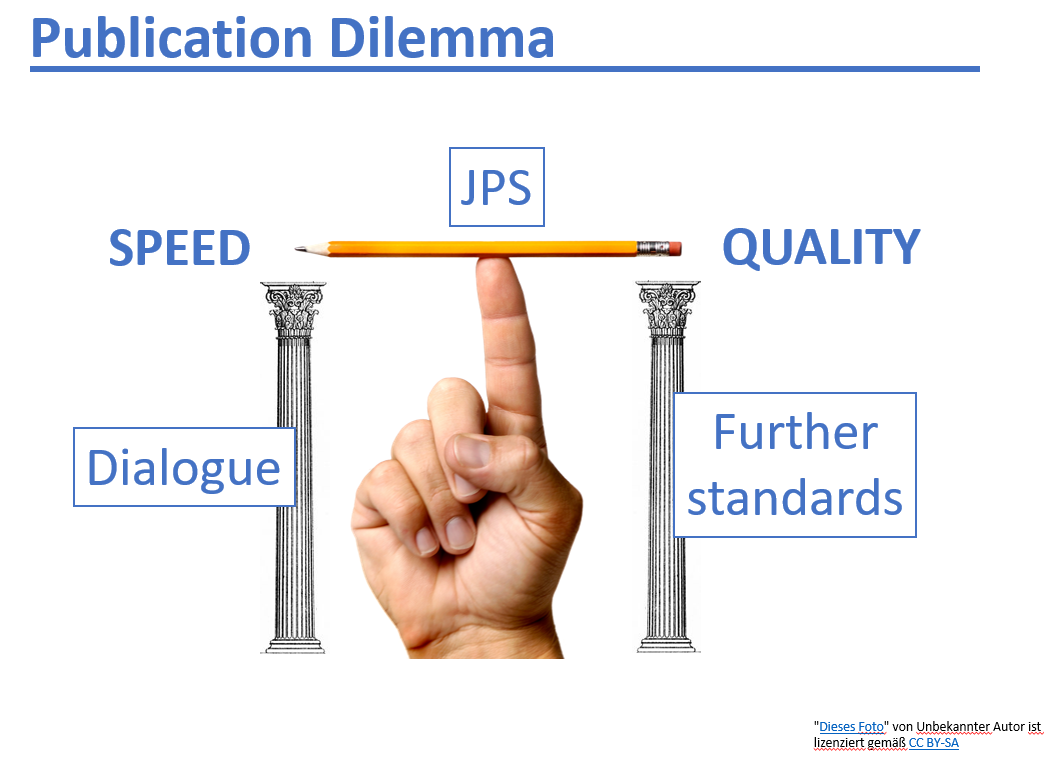 Publication Dilemma
JPS
SPEED
QUALITY
Dialogue
Further
standards
"Dieses Foto" von Unbekannter Autor ist
lizenziert gemäß CC BY-SA